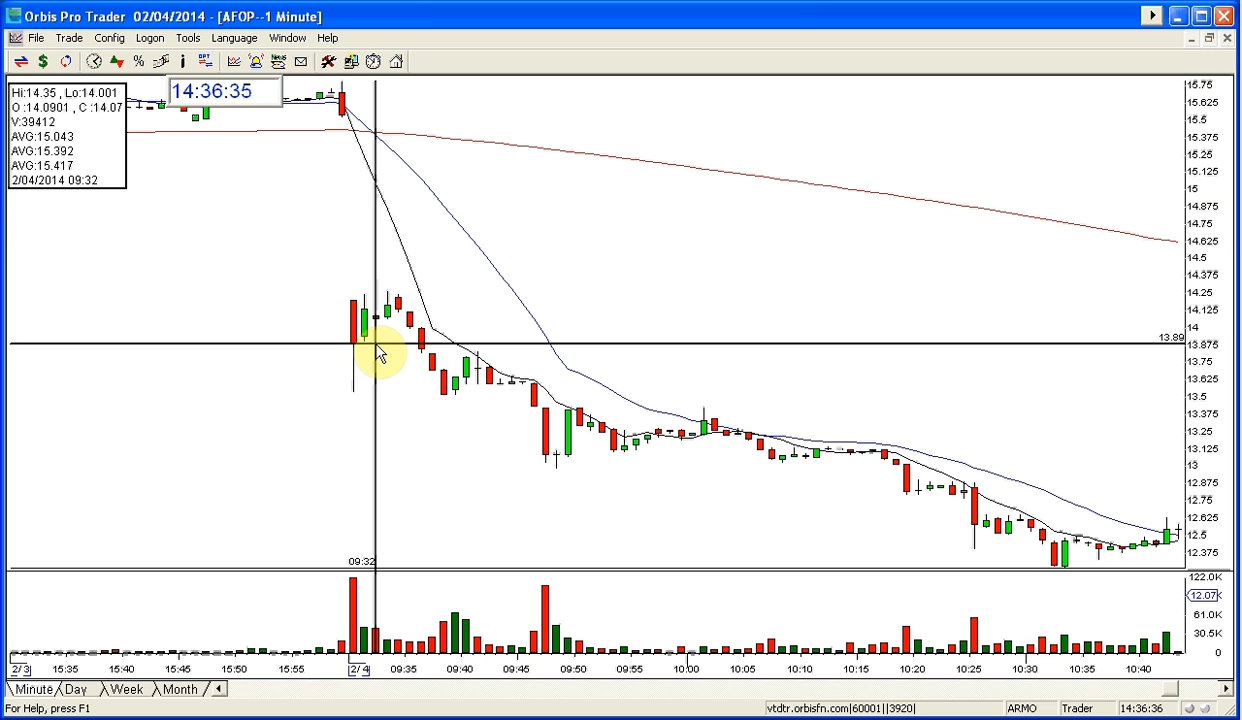 Orbis Pro Trader 02/04/2014 - [AFOP--1 Minute]
File Trade Config Logon Tools Language Window Help
14:36:35
Hi:14.35 , Lo:14.001
O :14.0901 , C :14.07
V:39412
AVG:15.043
AVG:15.392
AVG:15.417
2/04/2014 09:32
15.75
15.625
15.5
15.375
15.25
15.125
15
14.875
14.75
14.625
14.5
14.375
14.25
14.125
14
13.89
13.875
13.75
13.625
13.5
13.375
13.25
13.125
13
12.875
12.75
12.625
12.5
12.375
09:32
122.0K
12.07K
61.0K
30.5K
0
2/3 15:35 15:40 15:45 15:50 15:55 2/4 09:35 09:40 09:45 09:50 09:55 10:00 10:05 10:10 10:15 10:20 10:25 10:30 10:35 10:40
Minute Day Week Month
For Help, press F1 vtdtr.orbisfn.com|60001||3920| ARMO Trader 14:36:36